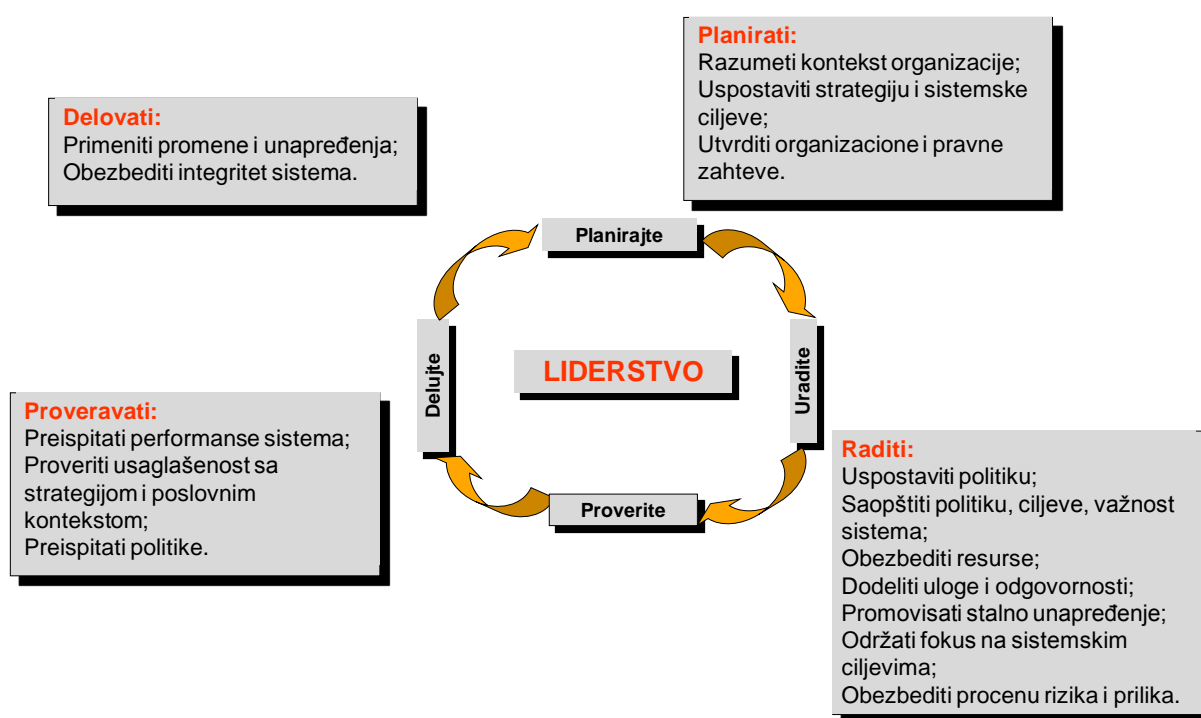 Planirati:
Razumeti kontekst organizacije;
Uspostaviti strategiju i sistemske
ciljeve;
Utvrditi organizacione i pravne
zahteve.
Delovati:
Primeniti promene i unapređenja;
Obezbediti integritet sistema.
Planirajte
Delujte
LIDERSTVO
Uradite
Proverite
Proveravati:
Preispitati performanse sistema;
Proveriti usaglašenost sa
strategijom i poslovnim
kontekstom;
Preispitati politike.
Raditi:
Uspostaviti politiku;
Saopštiti politiku, ciljeve, važnost
sistema;
Obezbediti resurse;
Dodeliti uloge i odgovornosti;
Promovisati stalno unapređenje;
Održati fokus na sistemskim
ciljevima;
Obezbediti procenu rizika i prilika.